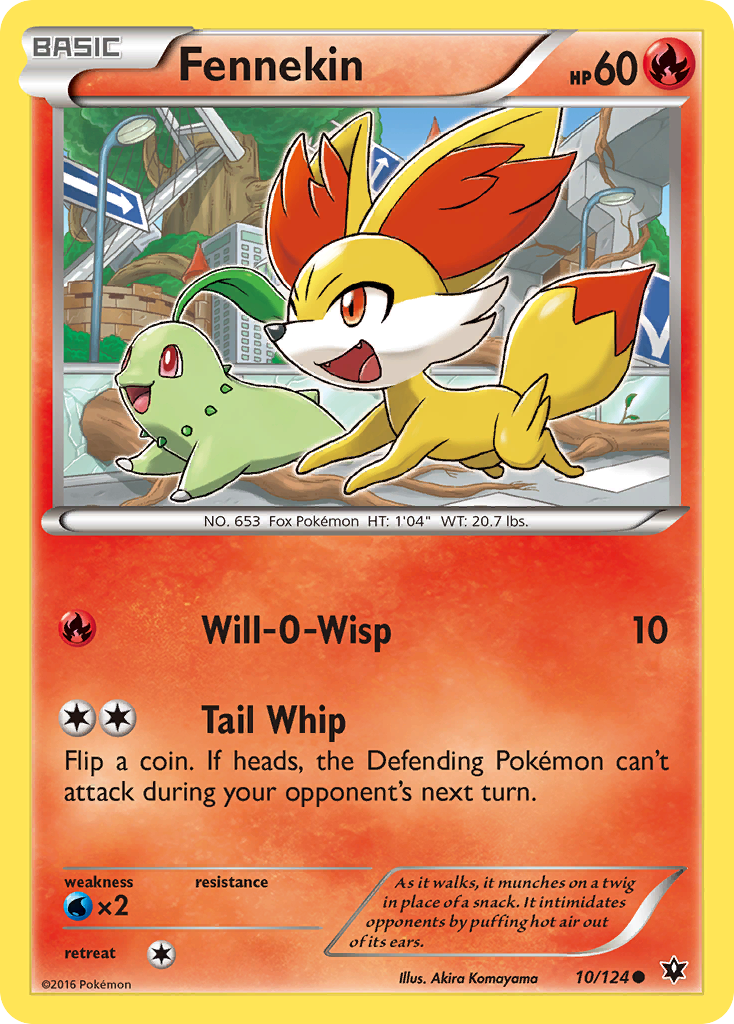 BASIC
Fennekin
HP60
NO. 653 Fox Pokémon HT: 1'04" WT: 20.7 lbs.
Will-O-Wisp 10
Tail Whip
Flip a coin. If heads, the Defending Pokémon can't
attack during your opponent's next turn.
weakness resistance
×2
retreat
As it walks, it munches on a twig
in place of a snack. It intimidates
opponents by puffing hot air out
of its ears.
©2016 Pokémon
Illus. Akira Komayama
10/124